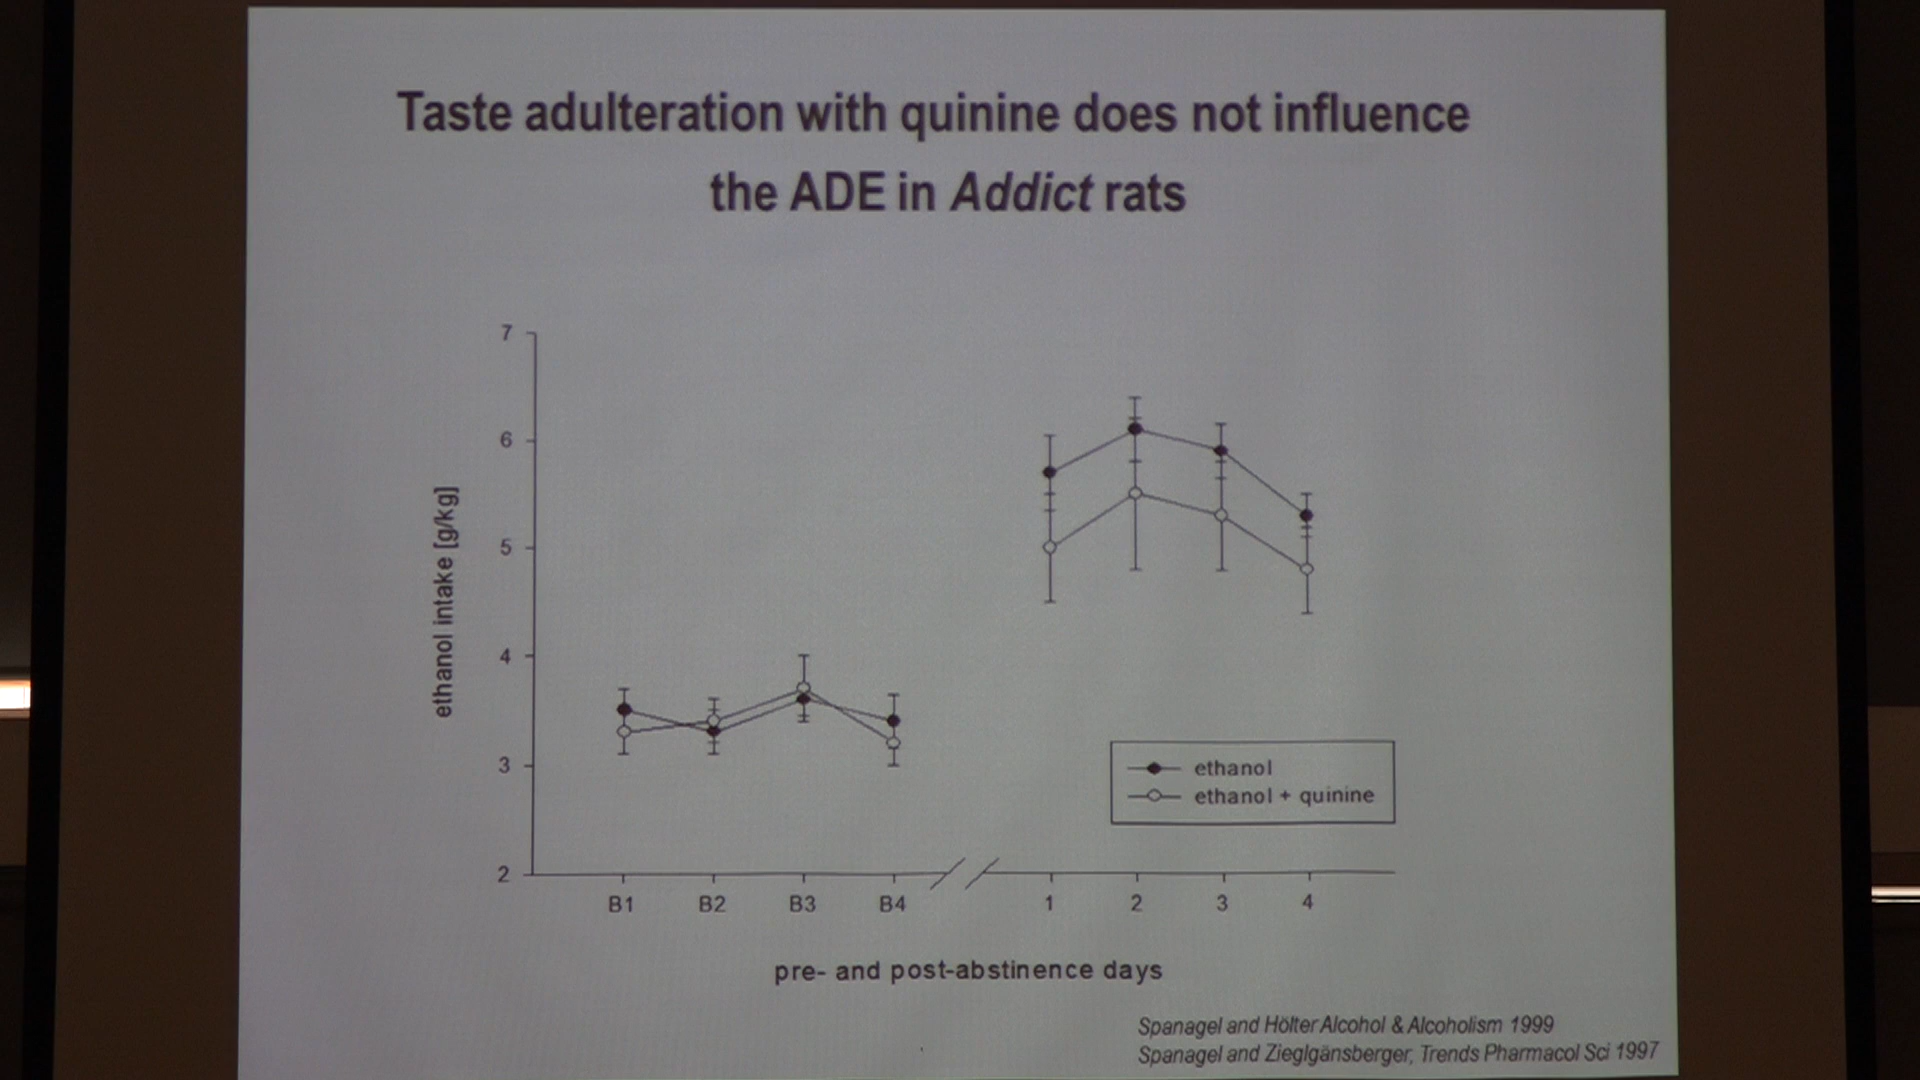 Taste adulteration with quinine does not influence
the ADE in Addict rats
7
6
5
4
3
2
ethanol intake [g/kg]
ethanol
ethanol + quinine
B1 B2 B3 B4 1 2 3 4
pre- and post-abstinence days
Spanagel and Hölter Alcohol & Alcoholism 1999
Spanagel and Zieglgänsberger, Trends Pharmacol Sci 1997